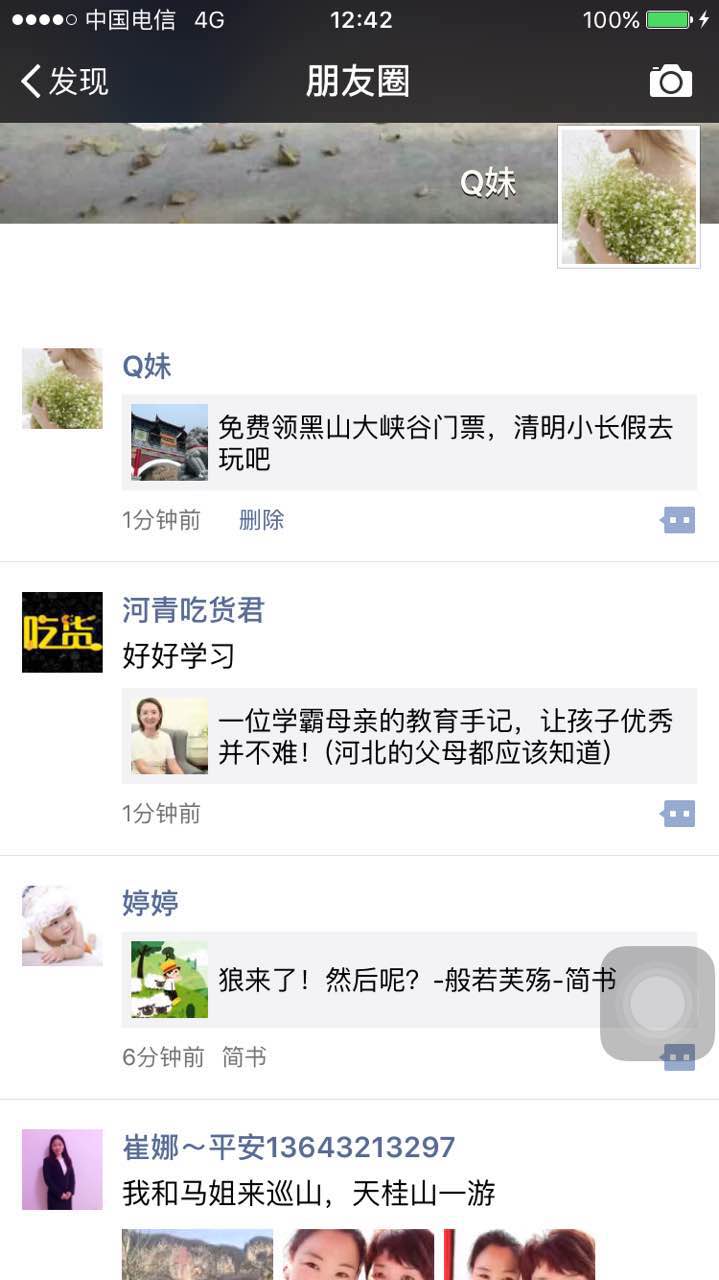 中国电信 4G 12:42 100%
发现 朋友圈
Q妹
Q妹
免费领黑山大峡谷门票，清明小长假去
玩吧
1分钟前 删除
吃货
河青吃货君
好好学习
一位学霸母亲的教育手记，让孩子优秀
并不难！(河北的父母都应该知道)
1分钟前
婷婷
狼来了！然后呢？-般若芙殇-简书
6分钟前 简书
崔娜～平安13643213297
我和马姐来巡山，天桂山一游